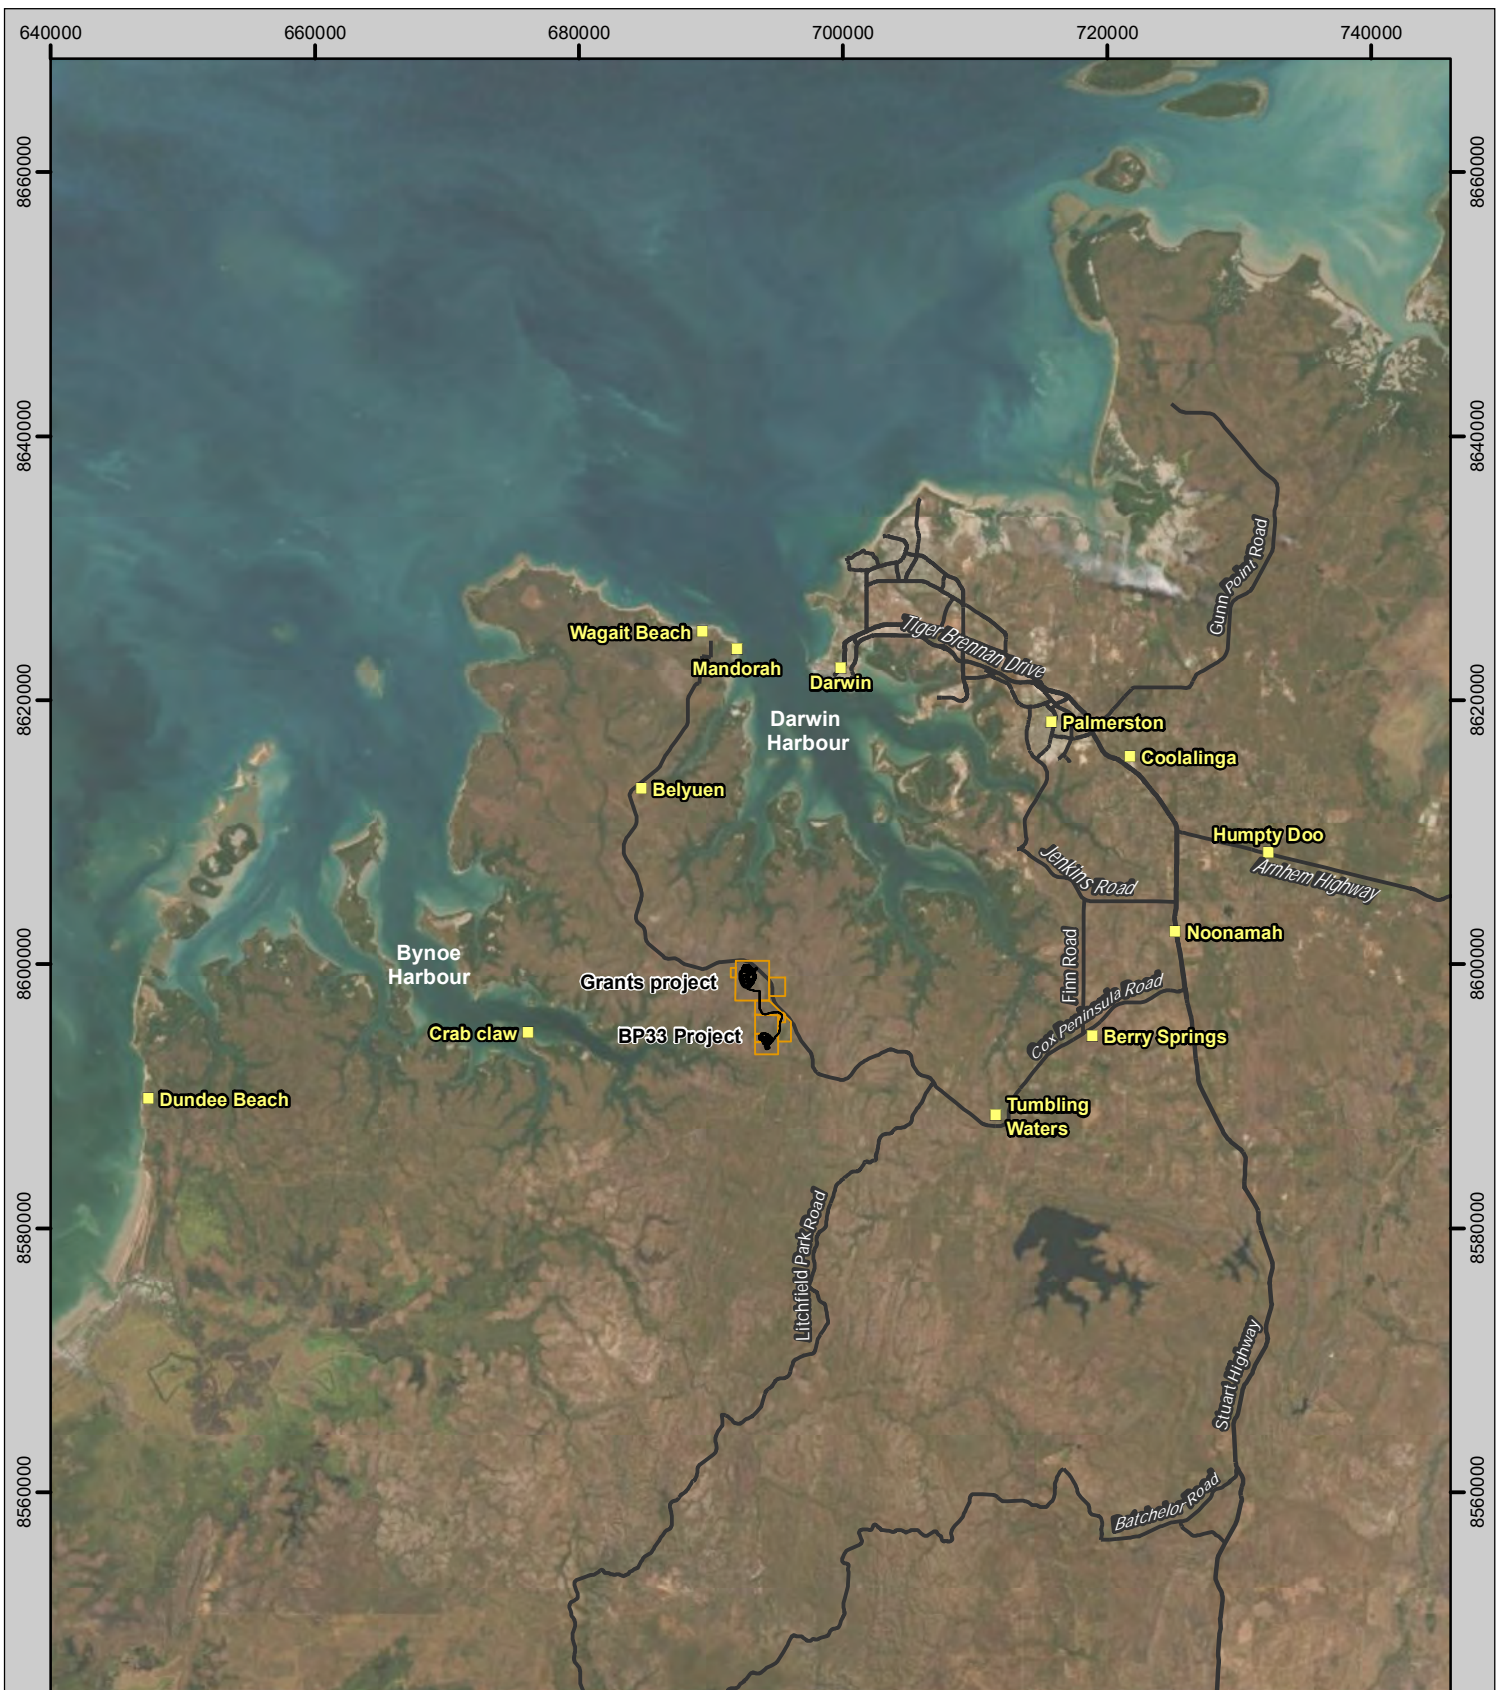 640000
660000
680000
700000
720000
740000
8660000
8660000
8640000
8640000
Gunn Point Road
Wagait Beach
Tiger Brennan Drive
Mandorah
Darwin
8620000
8620000
Darwin
Harbour
Palmerston
Coolalinga
Belyuen
Humpty Doo
Jenkins Road
Arnhem Highway
Noonamah
Bynoe
Harbour
Finn Road
8600000
8600000
Grants project
Cox Peninsula Road
Crab claw
BP33 Project
Berry Springs
Dundee Beach
Tumbling
Waters
8580000
8580000
Litchfield Park Road
Stuart Highway
8560000
8560000
Batchelor Road